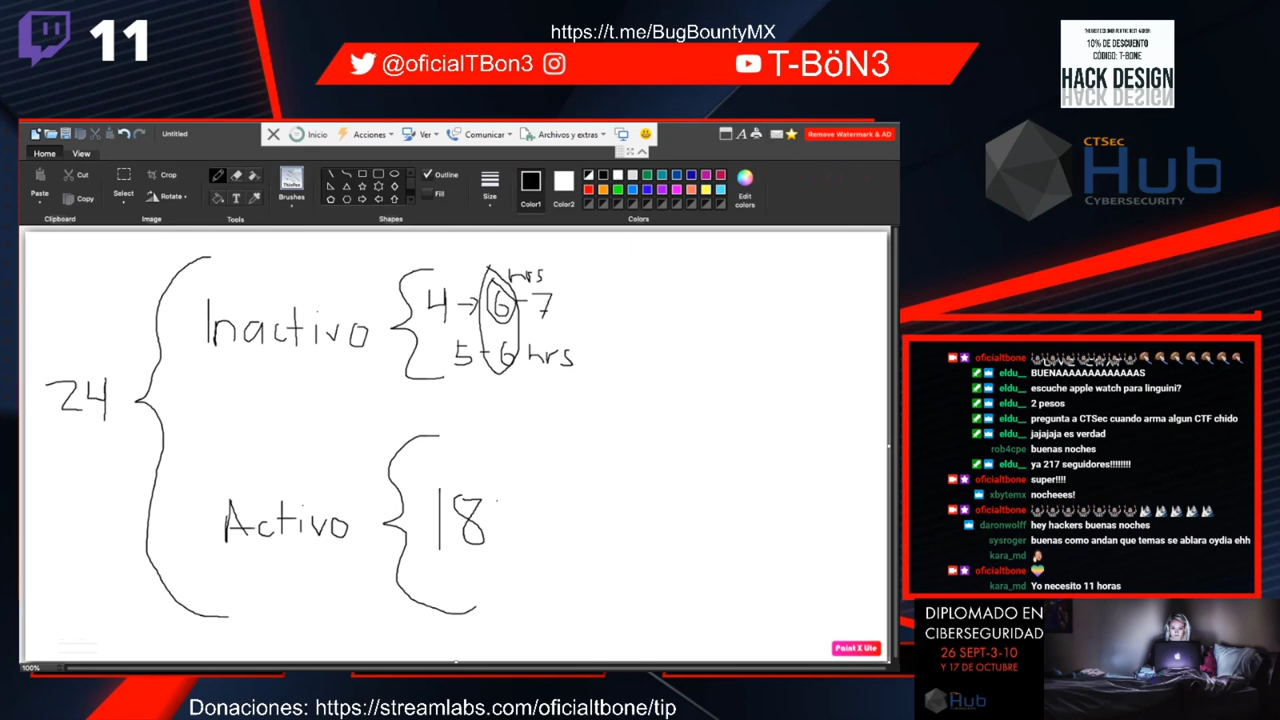 11
https://t.me/BugBountyMX
@oficialTBon3
T-BöN3
10% DE DESCUENTO
CÓDIGO: T-BONE
HACK DESIGN
CTSec
Hub
CYBERSECURITY
Untitled
Inicio
Acciones
Ver
Comunicar
Archivos y extras
Remove Watermark & AD
Home
View
Paste
Cut
Copy
Clipboard
Select
Crop
Rotate
Image
Tools
Brushes
Outline
Fill
Shapes
Size
Color1
Color2
Edit
colors
Colors
24
Inactivo
hrs
4 → 6 - 7
5 - 6 hrs
Activo
18
Paint X Lite
100%
oficialtbone
eldu__ BUENAAAAAAAAAAAAS
eldu__ escuche apple watch para linguini?
eldu__ 2 pesos
eldu__ pregunta a CTSec cuando arma algun CTF chido
eldu__ jajajaja es verdad
rob4cpe buenas noches
eldu__ ya 217 seguidores!!!!!!!!
oficialtbone super!!!!
xbytemx nocheees!
oficialtbone
daronwolff hey hackers buenas noches
sysroger buenas como andan que temas se ablara oydia ehh
kara_md
oficialtbone
kara_md Yo necesito 11 horas
DIPLOMADO EN
CIBERSEGURIDAD
26 SEPT-3-10
Y 17 DE OCTUBRE
Hub
Donaciones: https://streamlabs.com/oficialtbone/tip